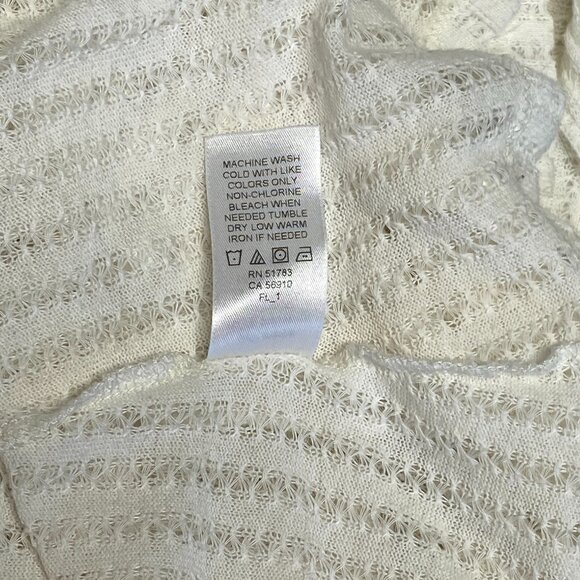 MACHINE WASH
COLD WITH LIKE
COLORS ONLY
NON-CHLORINE
BLEACH WHEN
NEEDED TUMBLE
DRY LOW WARM
IRON IF NEEDED
RN 51783
CA 56910
FL_1